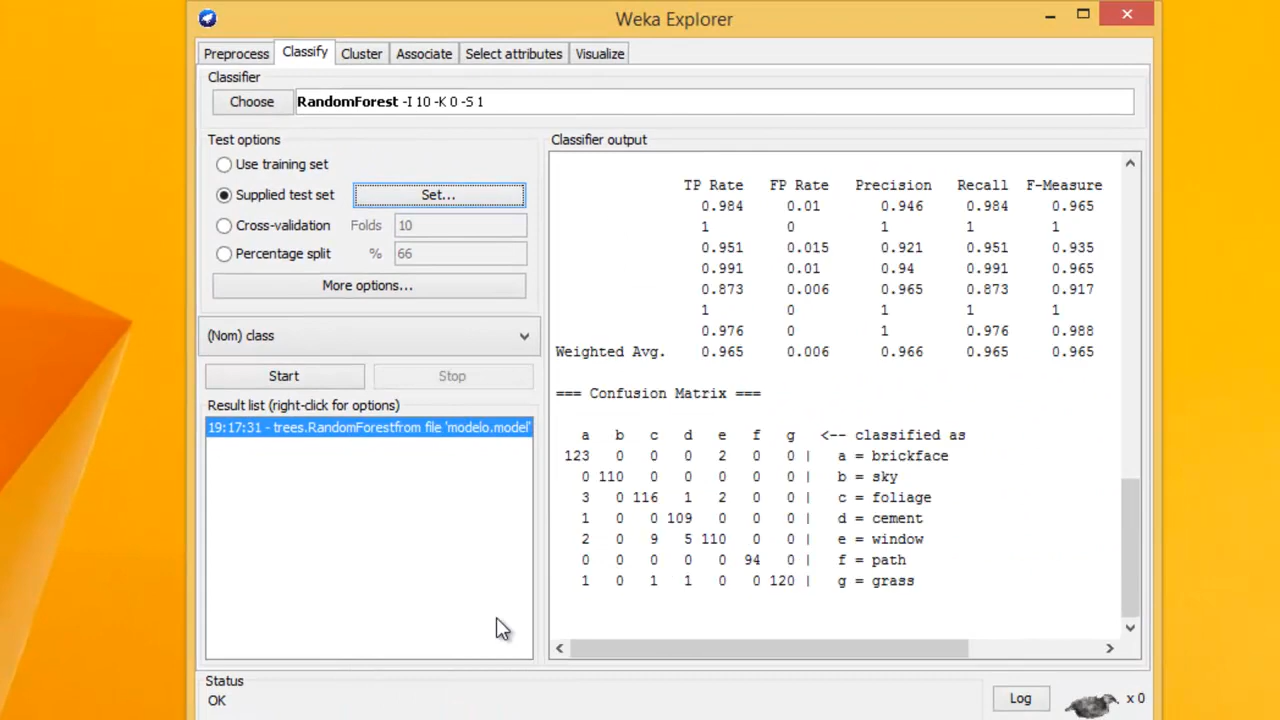 Weka Explorer
Preprocess Classify Cluster Associate Select attributes Visualize
Classifier
Choose RandomForest -I 10 -K 0 -S 1
Test options
Use training set
Supplied test set Set...
Cross-validation Folds 10
Percentage split % 66
More options...
(Nom) class
Start Stop
Result list (right-click for options)
19:17:31 - trees.RandomForestfrom file 'modelo.model'
Classifier output
TP Rate FP Rate Precision Recall F-Measure
0.984 0.01 0.946 0.984 0.965
1 0 1 1 1
0.951 0.015 0.921 0.951 0.935
0.991 0.01 0.94 0.991 0.965
0.873 0.006 0.965 0.873 0.917
1 0 1 1 1
0.976 0 1 0.976 0.988
Weighted Avg. 0.965 0.006 0.966 0.965 0.965
=== Confusion Matrix ===
a b c d e f g <-- classified as
123 0 0 0 2 0 0 | a = brickface
0 110 0 0 0 0 0 | b = sky
3 0 116 1 2 0 0 | c = foliage
1 0 0 109 0 0 0 | d = cement
2 0 9 5 110 0 0 | e = window
0 0 0 0 0 94 0 | f = path
1 0 1 1 0 0 120 | g = grass
Status
OK
Log x 0